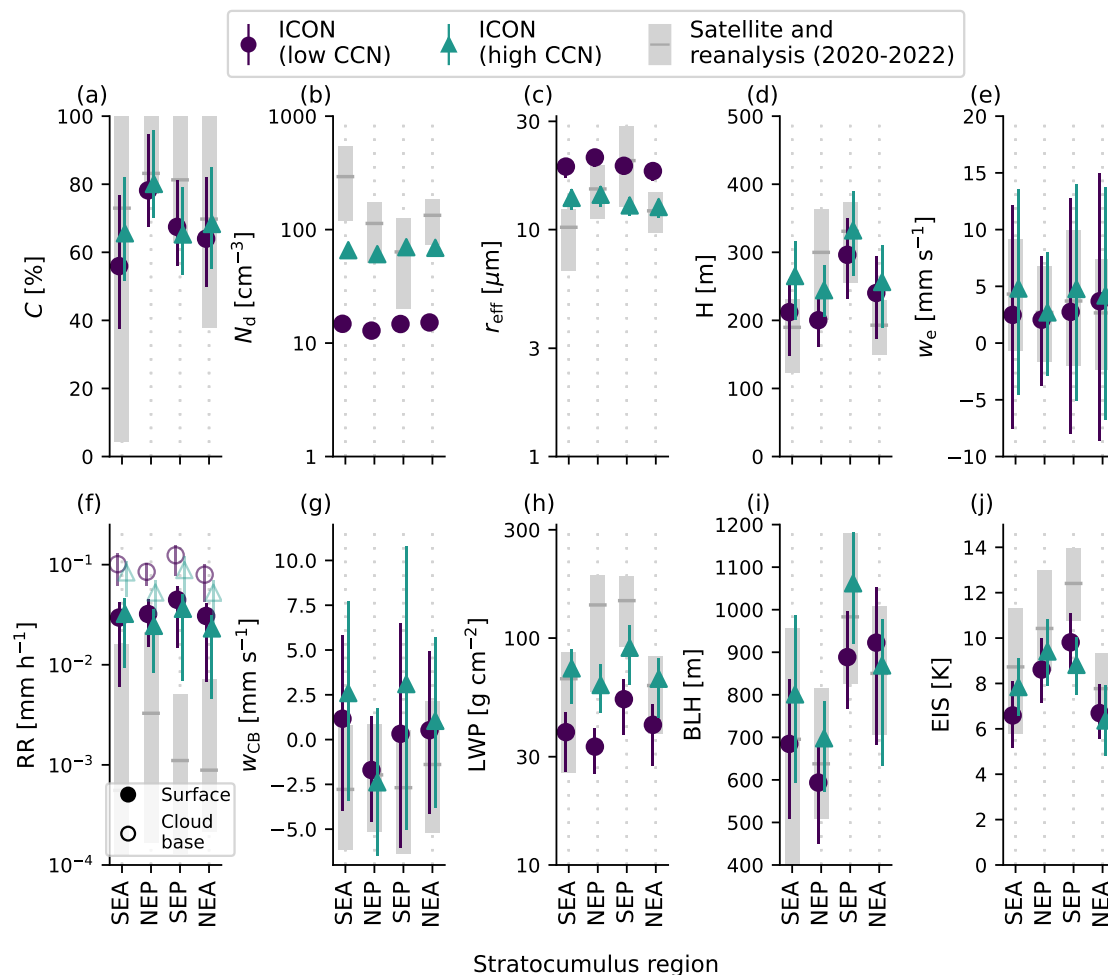 ICON
(low CCN)
ICON
(high CCN)
Satellite and
reanalysis (2020-2022)
(a)
(b)
(c)
(d)
(e)
C [%]
100
80
60
40
20
0
N_d [cm⁻³]
1000
100
10
1
r_eff [μm]
30
10
3
1
H [m]
500
400
300
200
100
0
w_e [mm s⁻¹]
20
15
10
5
0
−5
−10
(f)
(g)
(h)
(i)
(j)
RR [mm h⁻¹]
10⁻¹
10⁻²
10⁻³
10⁻⁴
Surface
Cloud
base
w_CB [mm s⁻¹]
10.0
7.5
5.0
2.5
0.0
−2.5
−5.0
LWP [g cm⁻²]
300
100
30
10
BLH [m]
1200
1100
1000
900
800
700
600
500
400
EIS [K]
14
12
10
8
6
4
2
0
SEA
NEP
SEP
NEA
SEA
NEP
SEP
NEA
SEA
NEP
SEP
NEA
SEA
NEP
SEP
NEA
SEA
NEP
SEP
NEA
Stratocumulus region